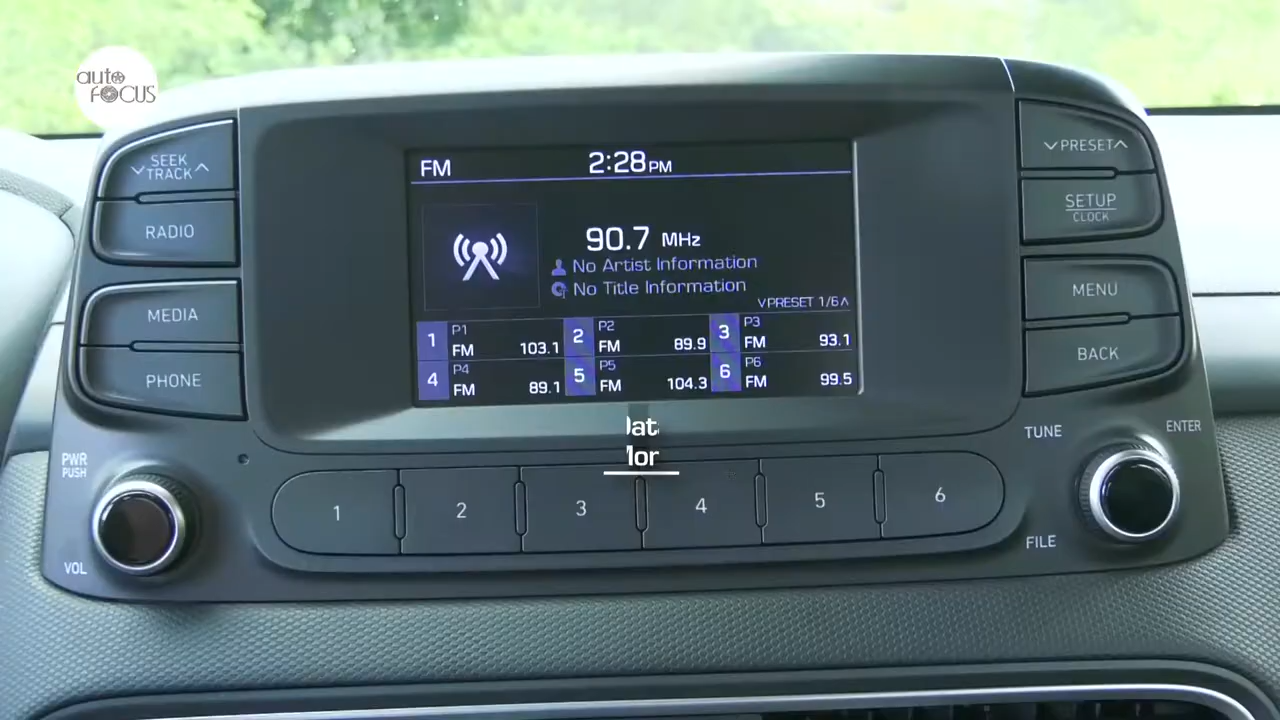 auto
FOCUS
SEEK
TRACK
RADIO
MEDIA
PHONE
PWR
PUSH
VOL
FM
2:28 PM
90.7 MHz
No Artist Information
No Title Information
PRESET 1/6
1 P1 FM 103.1
2 P2 FM 89.9
3 P3 FM 93.1
4 P4 FM 89.1
5 P5 FM 104.3
6 P6 FM 99.5
1 2 3 4 5 6
PRESET
SETUP
CLOCK
MENU
BACK
TUNE
ENTER
FILE